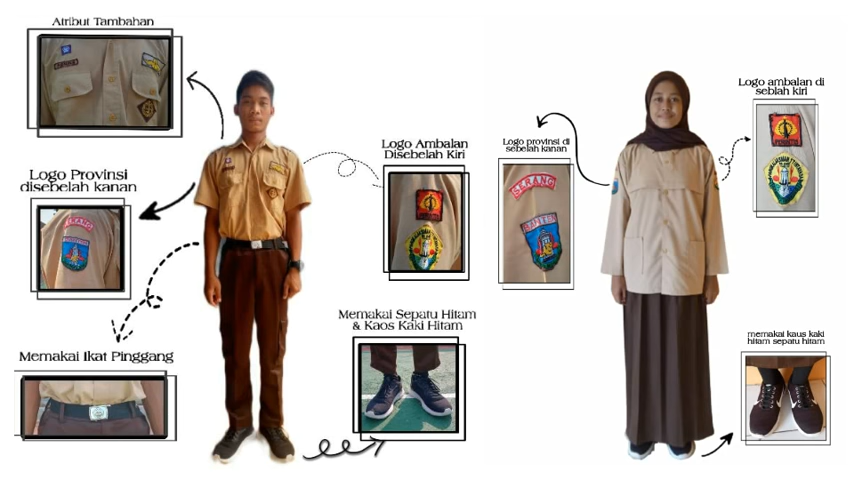 Atribut Tambahan
Logo Provinsi
disebelah kanan
Memakai Ikat Pinggang
Logo Ambalan
Disebelah Kiri
Memakai Sepatu Hitam
& Kaos Kaki Hitam
Logo provinsi di
sebelah kanan
SERANG
BANTEN
Logo ambalan di
seblah kiri
memakai kaus kaki
hitam sepatu hitam